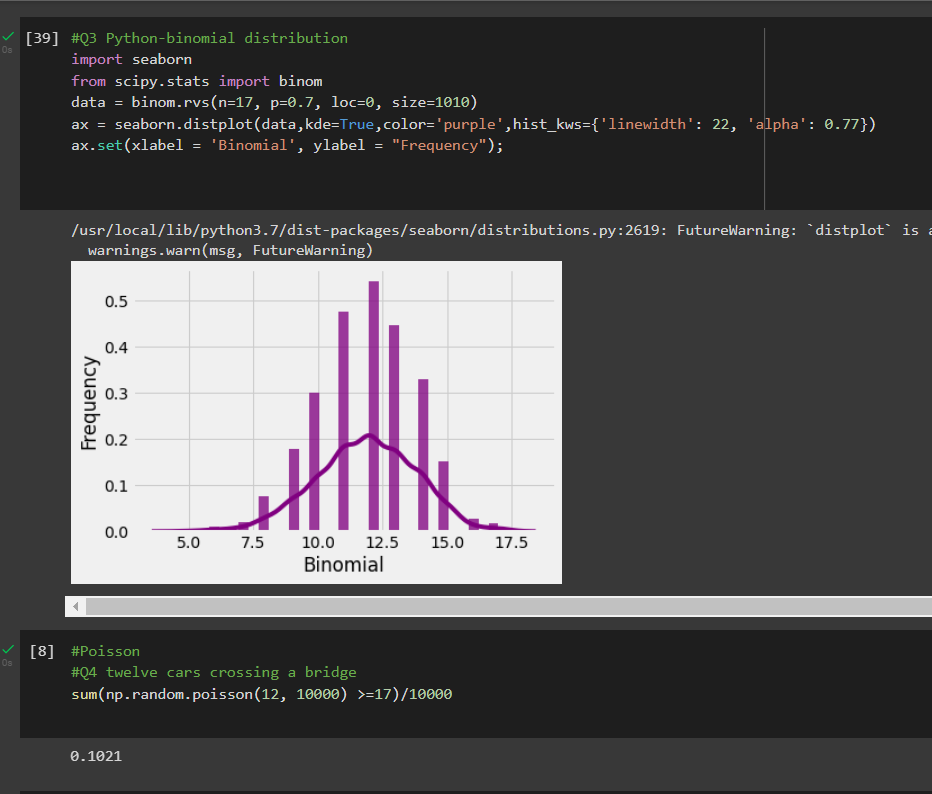 [39] #Q3 Python-binomial distribution
import seaborn
from scipy.stats import binom
data = binom.rvs(n=17, p=0.7, loc=0, size=1010)
ax = seaborn.distplot(data,kde=True,color='purple',hist_kws={'linewidth': 22, 'alpha': 0.77})
ax.set(xlabel = 'Binomial', ylabel = "Frequency");
0s
/usr/local/lib/python3.7/dist-packages/seaborn/distributions.py:2619: FutureWarning: `distplot` is a
warnings.warn(msg, FutureWarning)
0.5
0.4
0.3
0.2
0.1
0.0
Frequency
5.0 7.5 10.0 12.5 15.0 17.5
Binomial
[8] #Poisson
0s
#Q4 twelve cars crossing a bridge
sum(np.random.poisson(12, 10000) >=17)/10000
0.1021